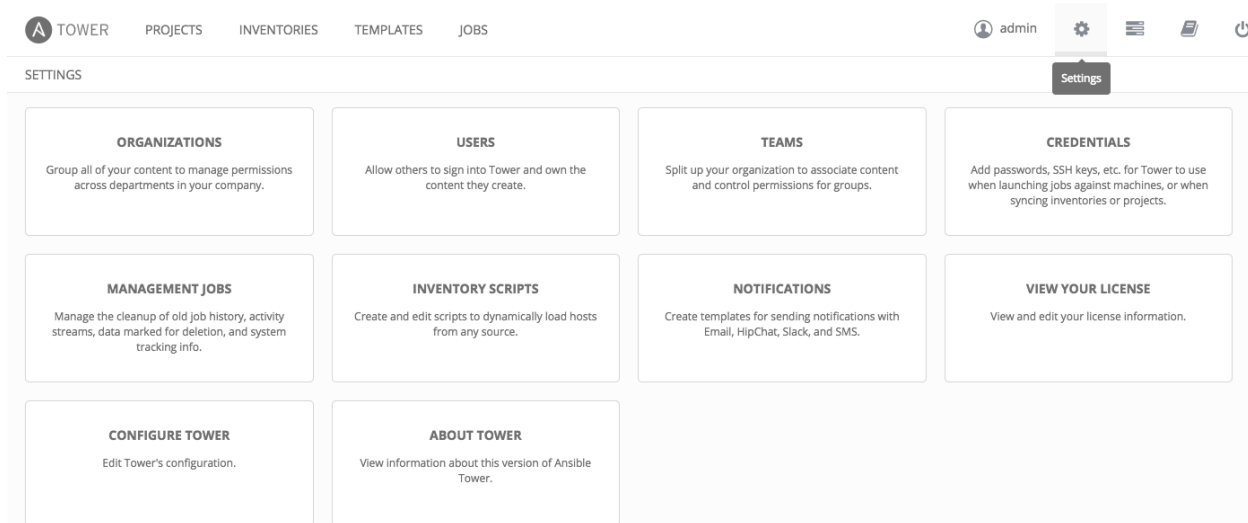 A TOWER PROJECTS INVENTORIES TEMPLATES JOBS admin
SETTINGS
Settings
ORGANIZATIONS
Group all of your content to manage permissions
across departments in your company.
USERS
Allow others to sign into Tower and own the
content they create.
TEAMS
Split up your organization to associate content
and control permissions for groups.
CREDENTIALS
Add passwords, SSH keys, etc. for Tower to use
when launching jobs against machines, or when
syncing inventories or projects.
MANAGEMENT JOBS
Manage the cleanup of old job history, activity
streams, data marked for deletion, and system
tracking info.
INVENTORY SCRIPTS
Create and edit scripts to dynamically load hosts
from any source.
NOTIFICATIONS
Create templates for sending notifications with
Email, HipChat, Slack, and SMS.
VIEW YOUR LICENSE
View and edit your license information.
CONFIGURE TOWER
Edit Tower's configuration.
ABOUT TOWER
View information about this version of Ansible
Tower.